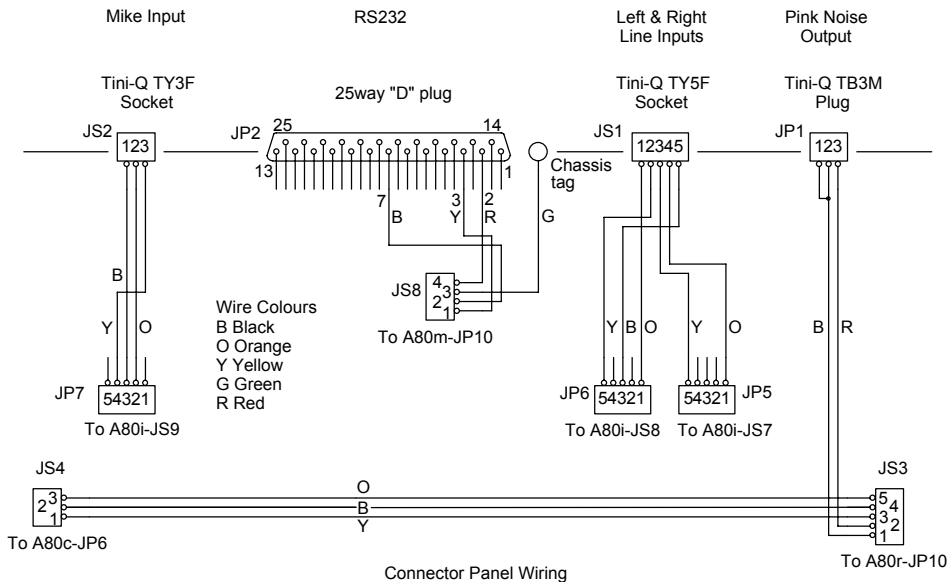 Mike Input
RS232
Left & Right
Line Inputs
Pink Noise
Output
Tini-Q TY3F
Socket
25way "D" plug
Tini-Q TY5F
Socket
Tini-Q TB3M
Plug
JS2
123
JP2
25
14
13
1
Chassis
tag
JS1
12345
JP1
123
7
3
2
B
Y
R
G
B
Y
O
JS8
4
3
2
1
To A80m-JP10
Wire Colours
B Black
O Orange
Y Yellow
G Green
R Red
Y
B
O
Y
O
B
R
JP7
54321
To A80i-JS9
JP6
54321
To A80i-JS8
54321
JP5
To A80i-JS7
JS4
3
2
1
To A80c-JP6
O
B
Y
JS3
5
4
3
2
1
To A80r-JP10
Connector Panel Wiring